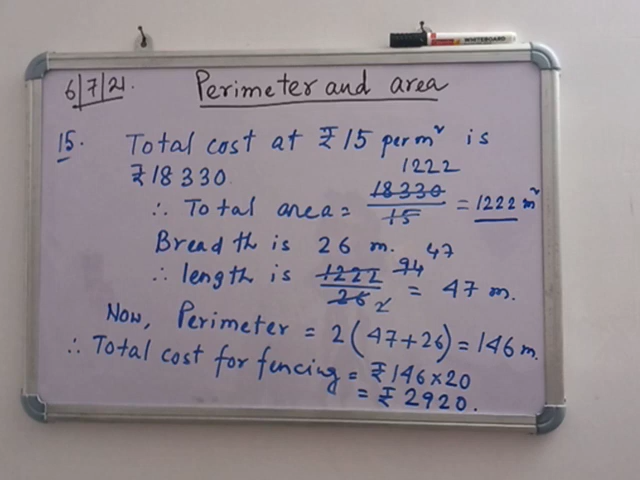 6/7/21.
Perimeter and area
15. Total cost at ₹15 per m² is
₹18330
1222
∴ Total area = 18330/15 = 1222 m²
Breadth is 26 m.
47
94
∴ length is 1222/26 2 = 47 m.
Now, Perimeter = 2(47+26) = 146 m.
∴ Total cost for fencing = ₹146×20
= ₹2920.
WHITEBOARD